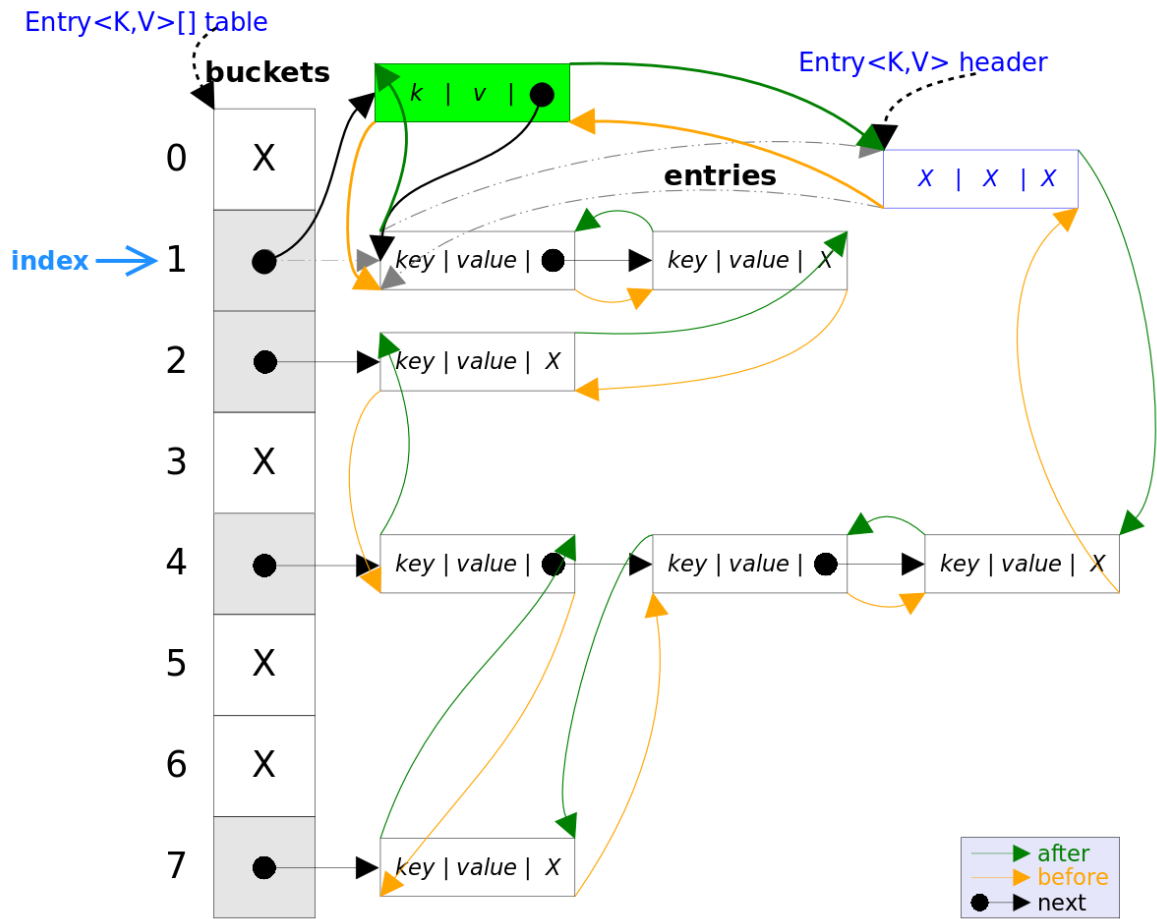 Entry<K,V>[] table
buckets
Entry<K,V> header
k | v |
0 X
entries
X | X | X
index 1
key | value | key | value | X
2 key | value | X
3 X
4 key | value | key | value | key | value | X
5 X
6 X
7 key | value | X
after
before
next